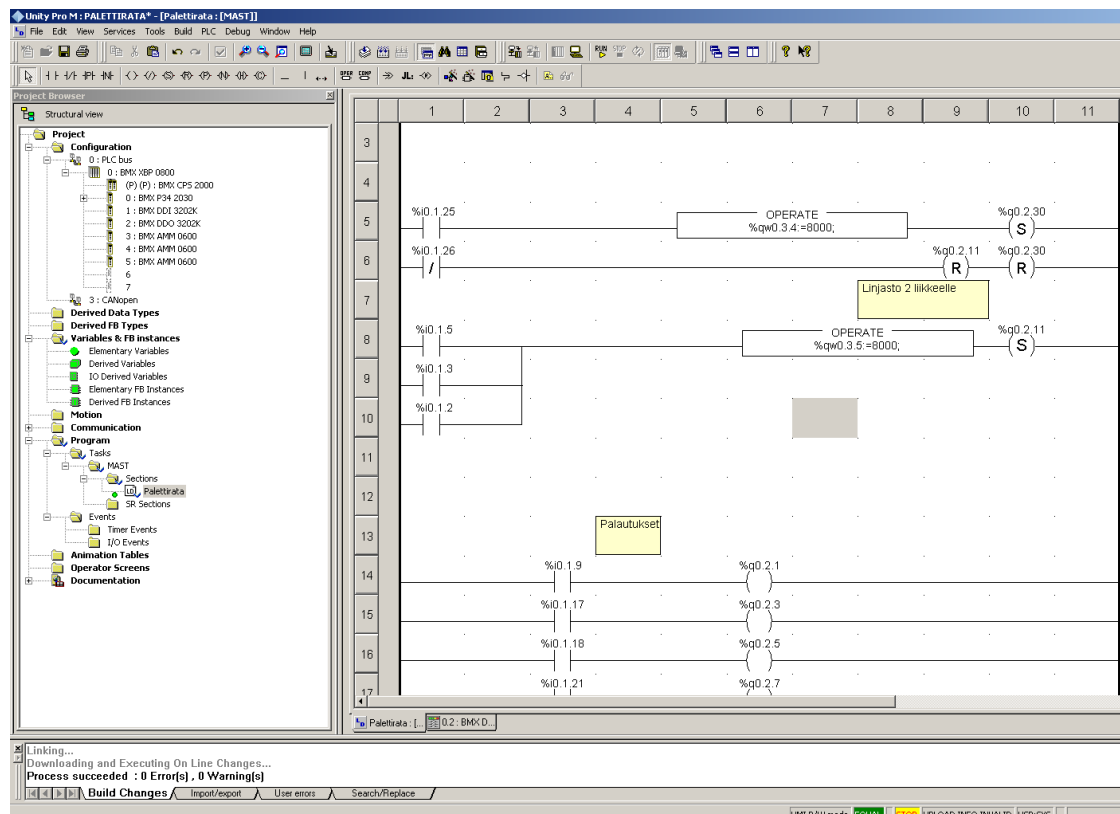 Unity Pro M : PALETTIRATA* - [Palettirata : [MAST]]
File Edit View Services Tools Build PLC Debug Window Help
Project Browser
Structural view
Project
Configuration
0 : PLC bus
0 : BMX XBP 0800
(P) (P) : BMX CPS 2000
0 : BMX P34 2030
1 : BMX DDI 3202K
2 : BMX DDO 3202K
3 : BMX AMM 0600
4 : BMX AMM 0600
5 : BMX AMM 0600
6
7
3 : CANopen
Derived Data Types
Derived FB Types
Variables & FB instances
Elementary Variables
Derived Variables
IO Derived Variables
Elementary FB Instances
Derived FB Instances
Motion
Communication
Program
Tasks
MAST
Sections
Palettirata
SR Sections
Events
Timer Events
I/O Events
Animation Tables
Operator Screens
Documentation
1 2 3 4 5 6 7 8 9 10 11
3
4
%i0.1.25 OPERATE %q0.2.30
5 %qw0.3.4:=8000; S
%i0.1.26 %q0.2.11 %q0.2.30
6 / R R
7 Linjasto 2 liikkeelle
%i0.1.5 OPERATE %q0.2.11
8 %qw0.3.5:=8000; S
%i0.1.3
9
%i0.1.2
10
11
12
13 Palautukset
%i0.1.9 %q0.2.1
14
%i0.1.17 %q0.2.3
15
%i0.1.18 %q0.2.5
16
%i0.1.21 %q0.2.7
17
Palettirata : [... 0.2 : BMX D...
Linking...
Downloading and Executing On Line Changes...
Process succeeded : 0 Error(s) , 0 Warning(s)
Build Changes Import/export User errors Search/Replace